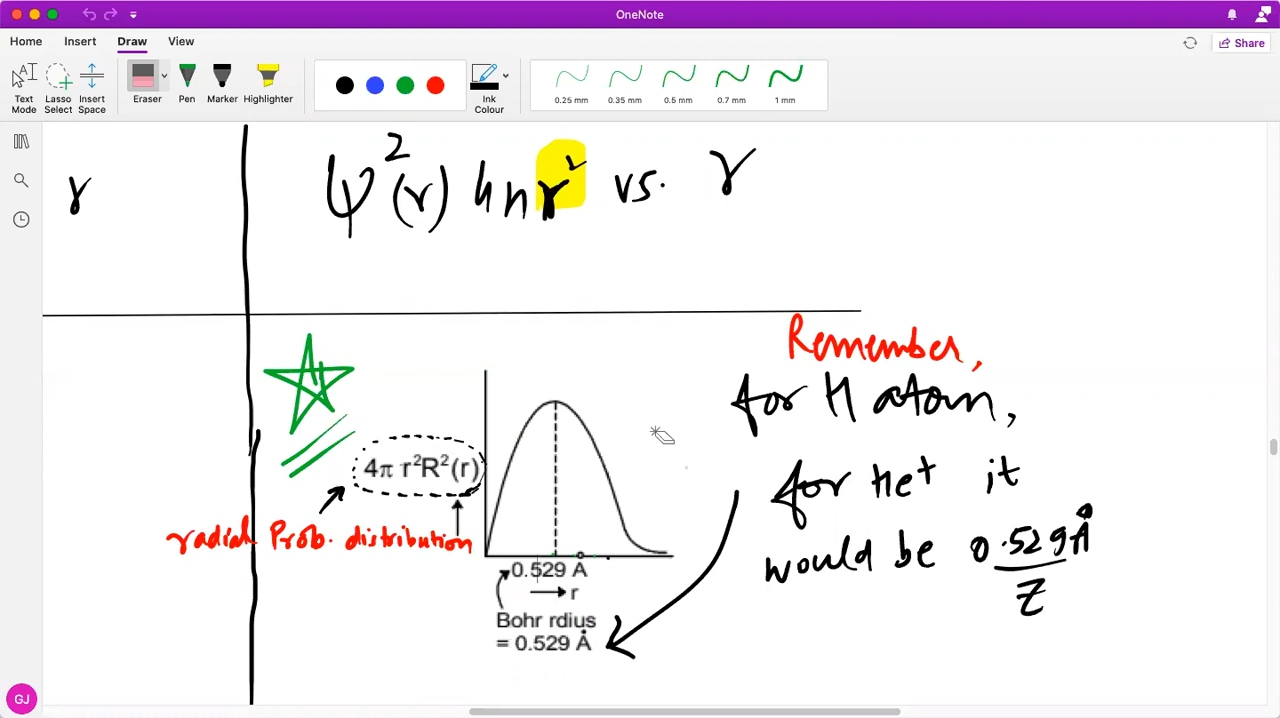 OneNote
Home Insert Draw View
Share
Text Mode
Lasso Select
Insert Space
Eraser
Pen
Marker
Highlighter
Ink Colour
0.25 mm 0.35 mm 0.5 mm 0.7 mm 1 mm
r
ψ²(r) 4πr² vs. r
Remember,
for H atom,
for He+ it
would be 0.529Å
Z
4π r²R²(r)
radial Prob. distribution
0.529 Å
r
Bohr rdius
= 0.529 Å
GJ